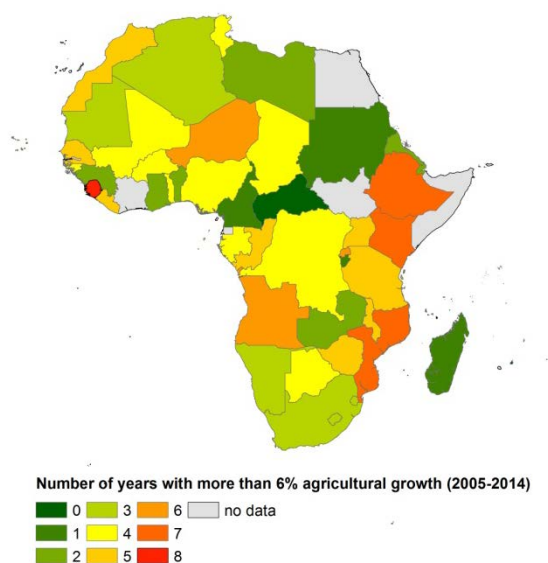 Number of years with more than 6% agricultural growth (2005-2014)
0 3 6 no data
1 4 7
2 5 8